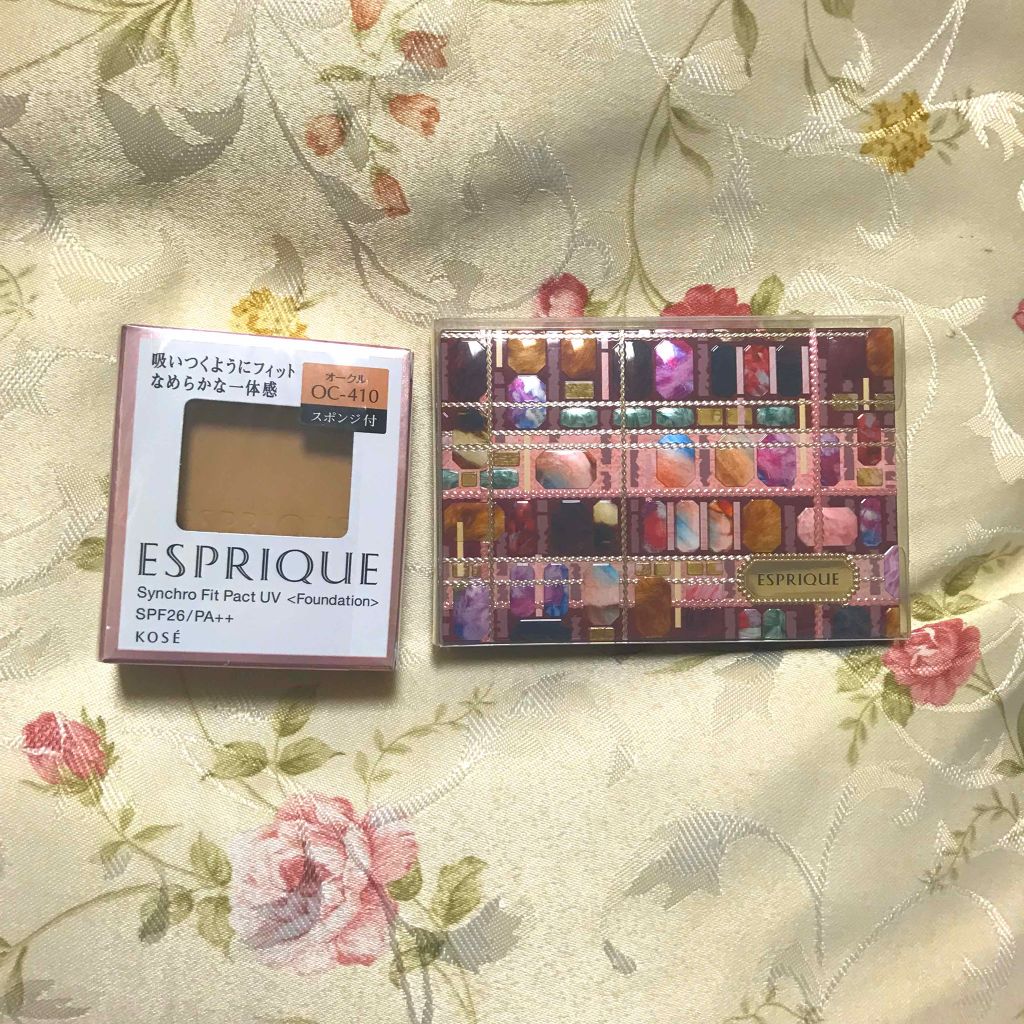 吸いつくようにフィット
なめらかな一体感
オークル
OC-410
スポンジ付
ESPRIQUE
Synchro Fit Pact UV <Foundation>
SPF26/PA++
KOSÉ
ESPRIQUE